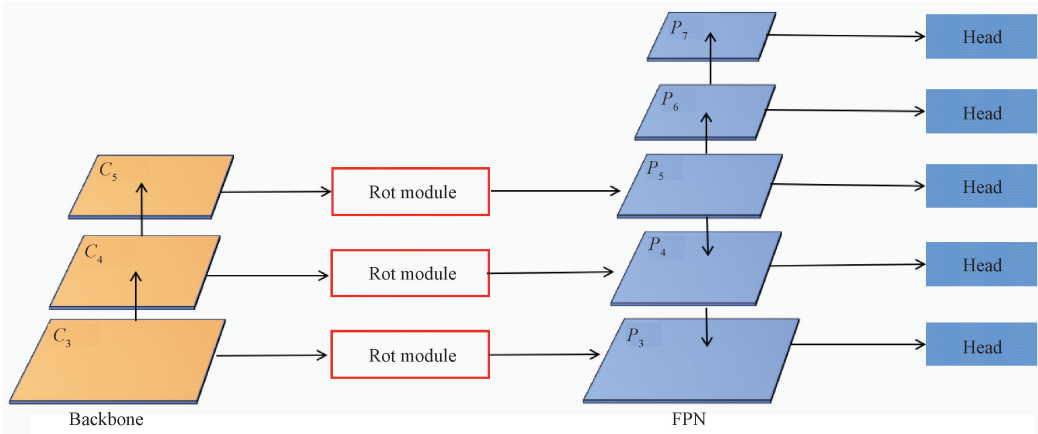 P7 Head
P6 Head
C5 Rot module P5 Head
C4 Rot module P4 Head
C3 Rot module P3 Head
Backbone FPN